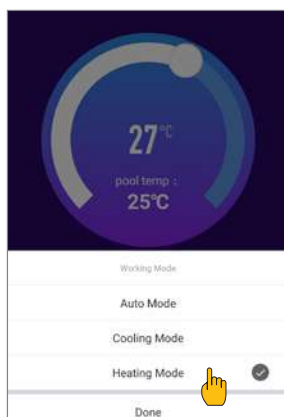 27°C
pool temp :
25°C
Working Mode
Auto Mode
Cooling Mode
Heating Mode
Done